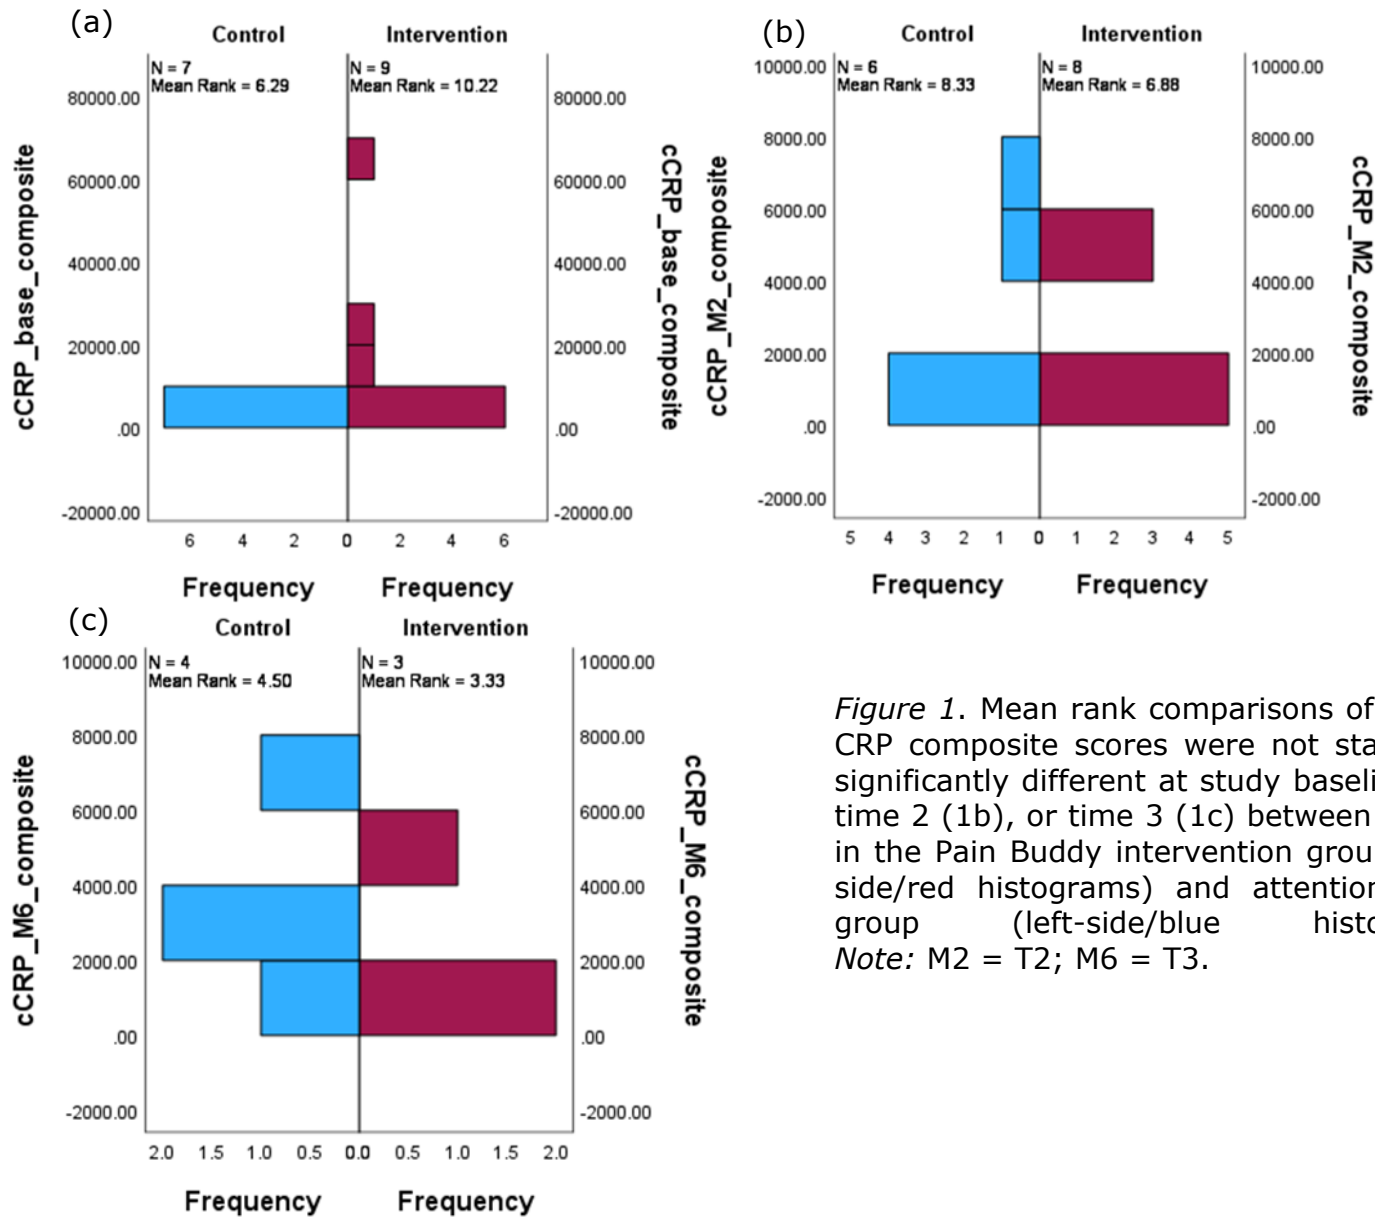 (a)
Control Intervention
N = 7 N = 9
Mean Rank = 6.29 Mean Rank = 10.22
cCRP_base_composite
80000.00 80000.00
60000.00 60000.00
40000.00 40000.00
20000.00 20000.00
.00 .00
-20000.00 -20000.00
cCRP_base_composite
6 4 2 0 2 4 6
Frequency Frequency
(b)
Control Intervention
N = 6 N = 8
Mean Rank = 8.33 Mean Rank = 6.88
cCRP_M2_composite
10000.00 10000.00
8000.00 8000.00
6000.00 6000.00
4000.00 4000.00
2000.00 2000.00
.00 .00
-2000.00 -2000.00
cCRP_M2_composite
5 4 3 2 1 0 1 2 3 4 5
Frequency Frequency
(c)
Control Intervention
N = 4 N = 3
Mean Rank = 4.50 Mean Rank = 3.33
cCRP_M6_composite
10000.00 10000.00
8000.00 8000.00
6000.00 6000.00
4000.00 4000.00
2000.00 2000.00
.00 .00
-2000.00 -2000.00
cCRP_M6_composite
2.0 1.5 1.0 0.5 0.0 0.5 1.0 1.5 2.0
Frequency Frequency
Figure 1. Mean rank comparisons of
CRP composite scores were not sta
significantly different at study baseli
time 2 (1b), or time 3 (1c) between
in the Pain Buddy intervention grou
side/red histograms) and attention
group (left-side/blue histo
Note: M2 = T2; M6 = T3.